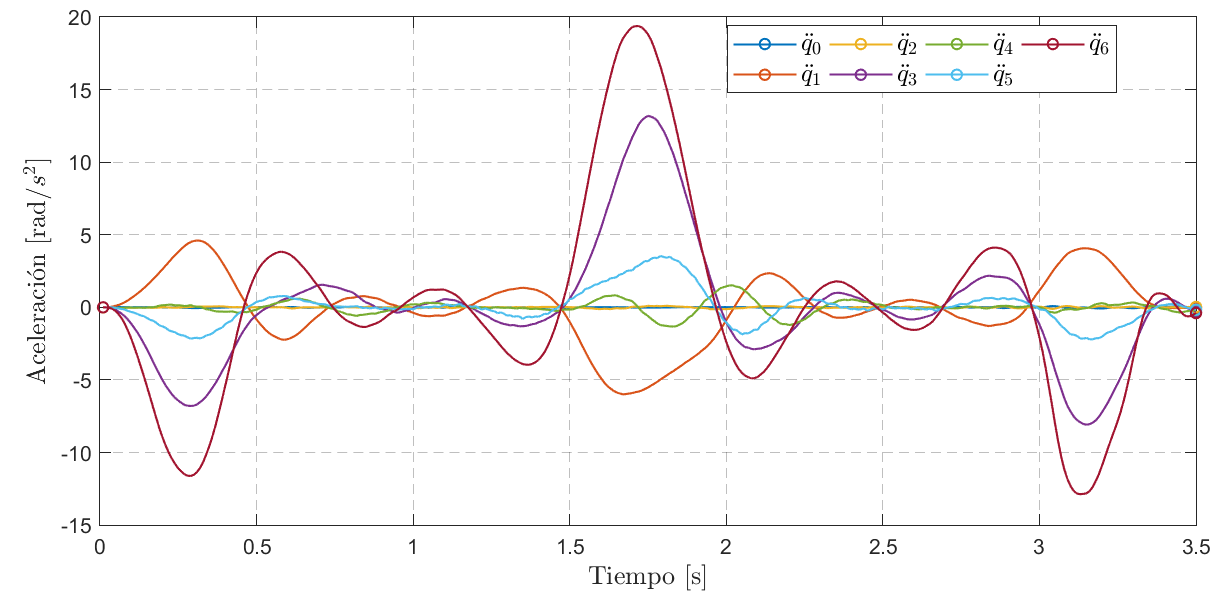 20
15
10
5
0
-5
-10
-15
Aceleración [rad/s²]
q̈₀ q̈₂ q̈₄ q̈₆
q̈₁ q̈₃ q̈₅
0 0.5 1 1.5 2 2.5 3 3.5
Tiempo [s]